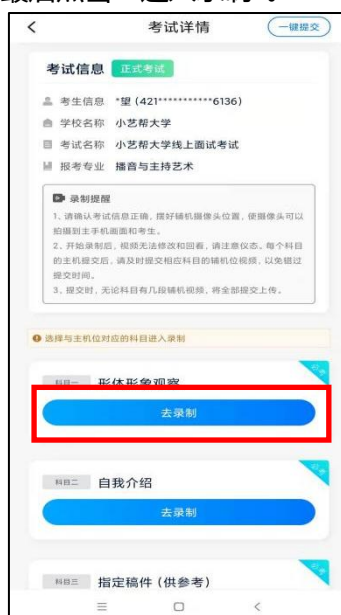 考试详情
一键提交
考试信息 正式考试
考生信息 *望 (421***********6136)
学校名称 小艺帮大学
考试名称 小艺帮大学线上面试考试
报考专业 播音与主持艺术
录制提醒
1、请确认考试信息正确，摆好辅机摄像头位置，使摄像头可以
拍摄到主手机画面和考生。
2、开始录制后，视频无法修改和回看，请注意仪态。每个科目
的主机提交后，请及时提交相应科目的辅机位视频，以免错过
提交时间。
3、提交时，无论科目有几段辅机视频，将全部提交上传。
选择与主机位对应的科目进入录制
科目一 形体形象观察
去录制
科目二 自我介绍
去录制
科目三 指定稿件（供参考）